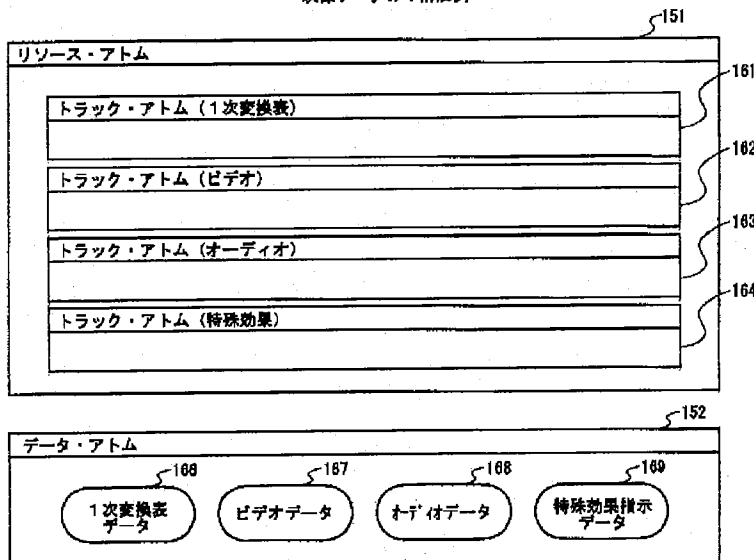 151
リソース・アトム
161
トラック・アトム (1次変換表)
162
トラック・アトム (ビデオ)
163
トラック・アトム (オーディオ)
164
トラック・アトム (特殊効果)
152
データ・アトム
166
167
168
169
1次変換表
データ
ビデオデータ
オーディオデータ
特殊効果指示
データ